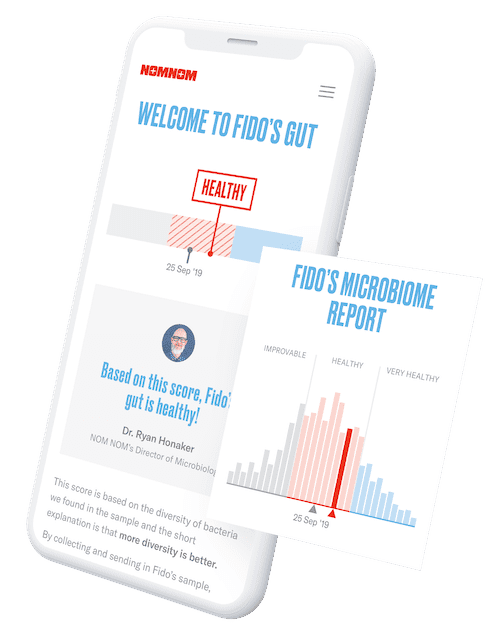 NOMNOM
WELCOME TO FIDO'S GUT
HEALTHY
25 Sep '19
Based on this score, Fido's
gut is healthy!
Dr. Ryan Honaker
NOM NOM's Director of
This score is based on the diversity of bacteria
we found in the sample and the short
explanation is that more diversity is better.
By collecting and sending in Fido's sample,
FIDO'S MICROBIOME
REPORT
IMPROVABLE
HEALTHY
VERY HEALTHY
25 Sep '19